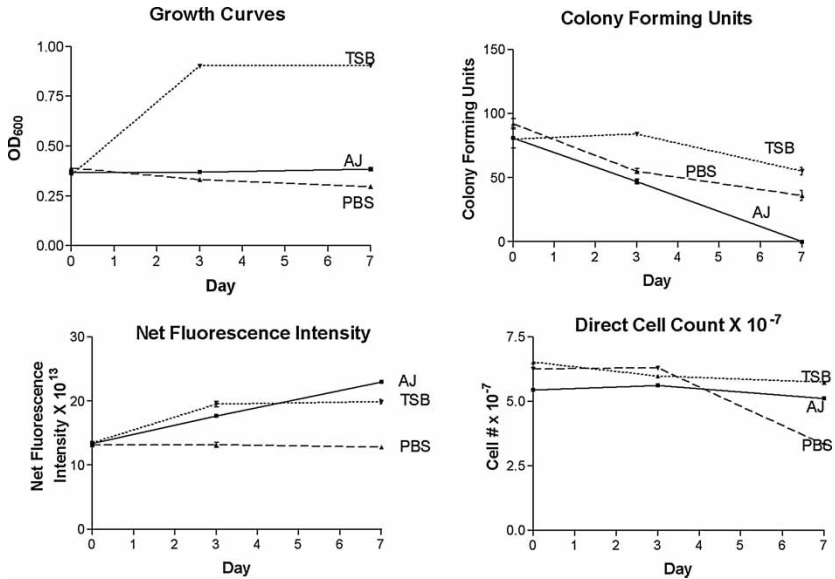 Growth Curves
OD600
1.00
0.75
0.50
0.25
0.00
TSB
AJ
PBS
0 1 2 3 4 5 6 7
Day
Colony Forming Units
Colony Forming Units
150
100
50
0
TSB
PBS
AJ
0 1 2 3 4 5 6 7
Day
Net Fluorescence Intensity
Net Fluorescence
Intensity X 10^13
30
20
10
0
AJ
TSB
PBS
0 1 2 3 4 5 6 7
Day
Direct Cell Count X 10^-7
Cell # x 10^-7
7.5
5.0
2.5
0.0
TSB
AJ
PBS
0 1 2 3 4 5 6 7
Day